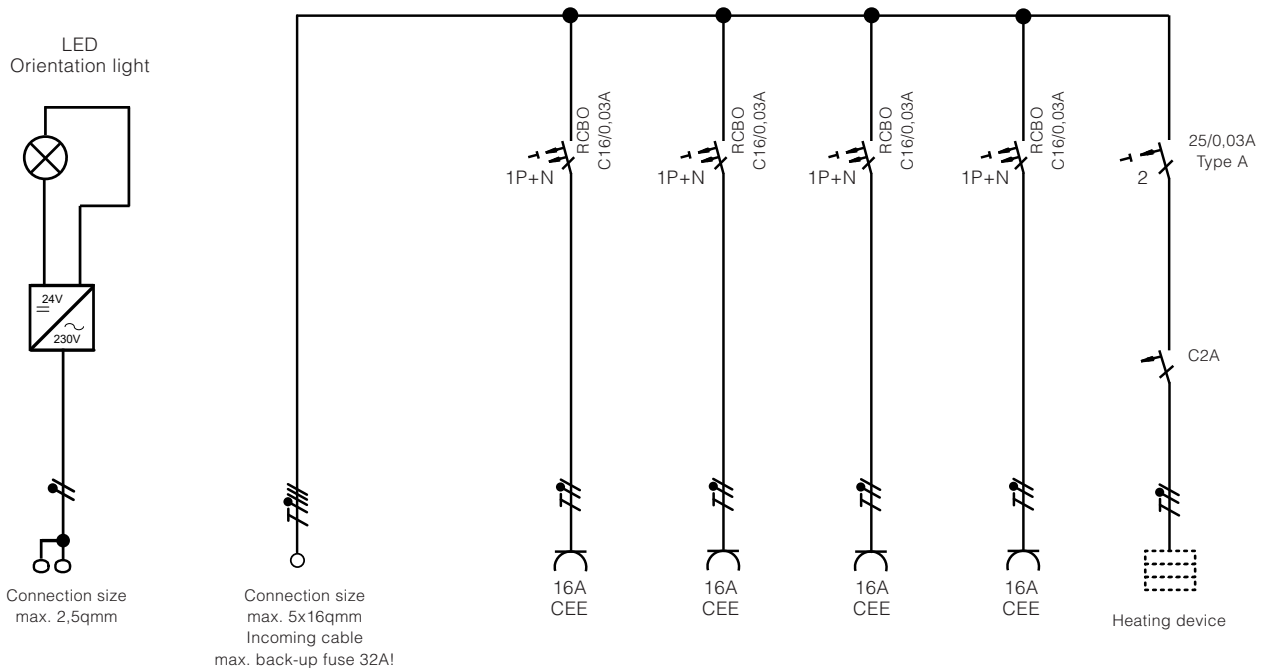 LED
Orientation light
24V
230V
Connection size
max. 2,5qmm
Connection size
max. 5x16qmm
Incoming cable
max. back-up fuse 32A!
RCBO
C16/0,03A
1P+N
16A
CEE
RCBO
C16/0,03A
1P+N
16A
CEE
RCBO
C16/0,03A
1P+N
16A
CEE
RCBO
C16/0,03A
1P+N
16A
CEE
25/0,03A
Type A
2
C2A
Heating device